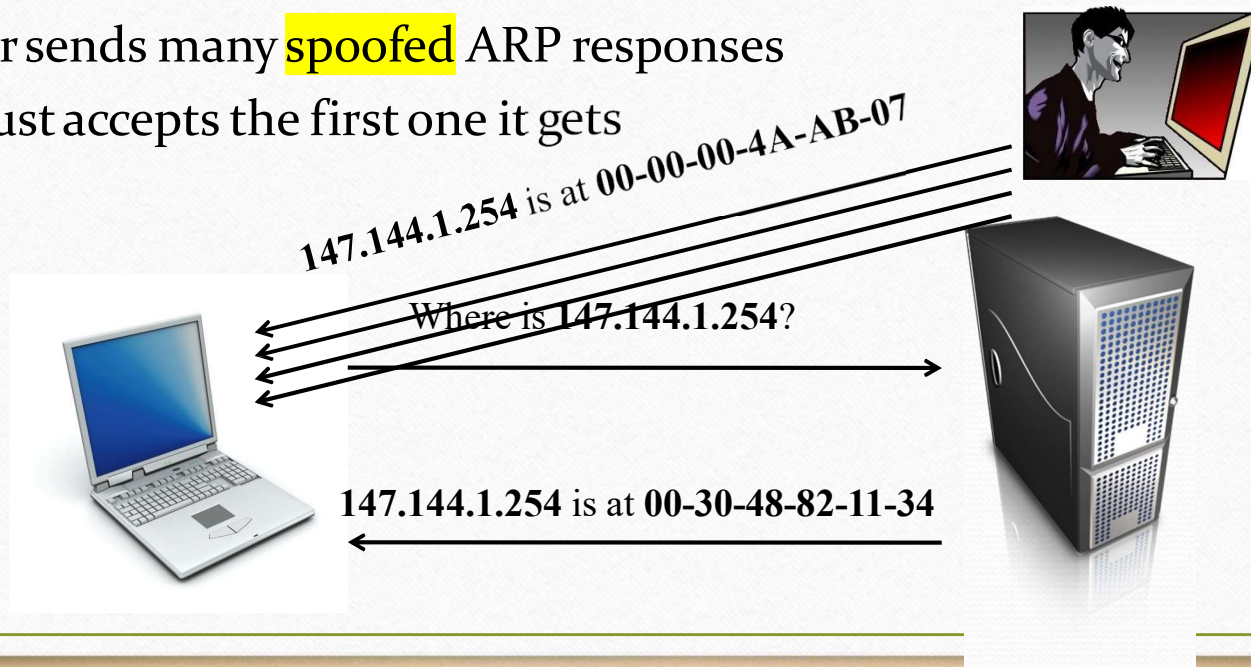 r sends many spoofed ARP responses
ust accepts the first one it gets
147.144.1.254 is at 00-00-00-4A-AB-07
Where is 147.144.1.254?
147.144.1.254 is at 00-30-48-82-11-34